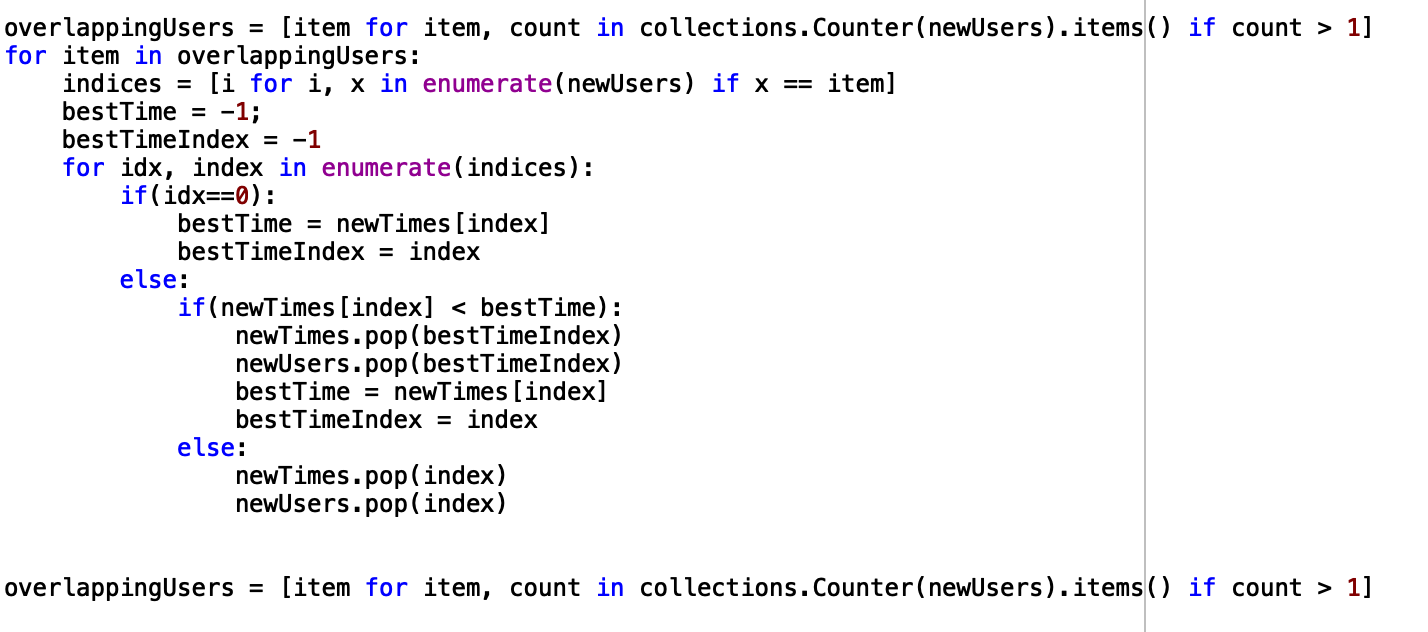 overlappingUsers = [item for item, count in collections.Counter(newUsers).items() if count > 1]
for item in overlappingUsers:
    indices = [i for i, x in enumerate(newUsers) if x == item]
    bestTime = -1;
    bestTimeIndex = -1
    for idx, index in enumerate(indices):
        if(idx==0):
            bestTime = newTimes[index]
            bestTimeIndex = index
        else:
            if(newTimes[index] < bestTime):
                newTimes.pop(bestTimeIndex)
                newUsers.pop(bestTimeIndex)
                bestTime = newTimes[index]
                bestTimeIndex = index
            else:
                newTimes.pop(index)
                newUsers.pop(index)
overlappingUsers = [item for item, count in collections.Counter(newUsers).items() if count > 1]